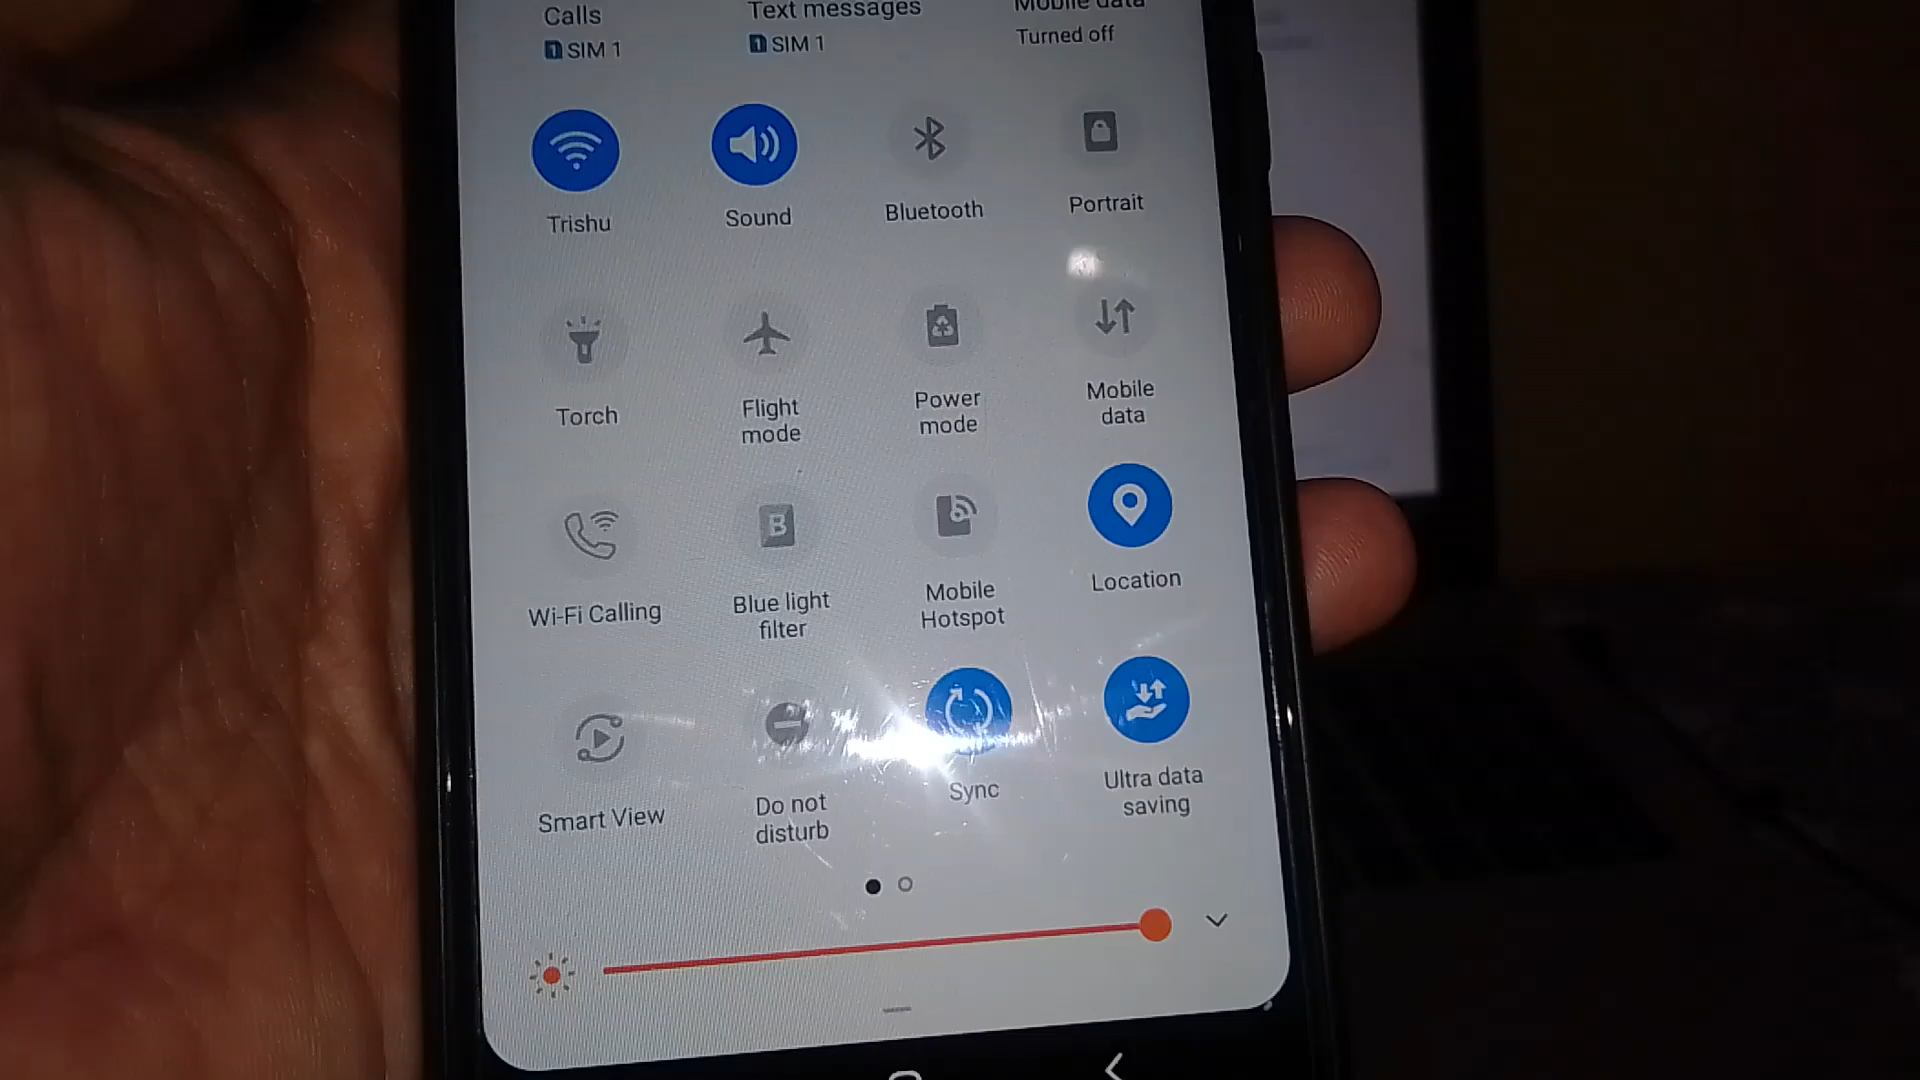 Calls
Text messages
Mobile data
1 SIM 1
1 SIM 1
Turned off
Trishu
Sound
Bluetooth
Portrait
Torch
Flight
mode
Power
mode
Mobile
data
Wi-Fi Calling
B
Blue light
filter
Mobile
Hotspot
Location
Smart View
Do not
disturb
Sync
Ultra data
saving